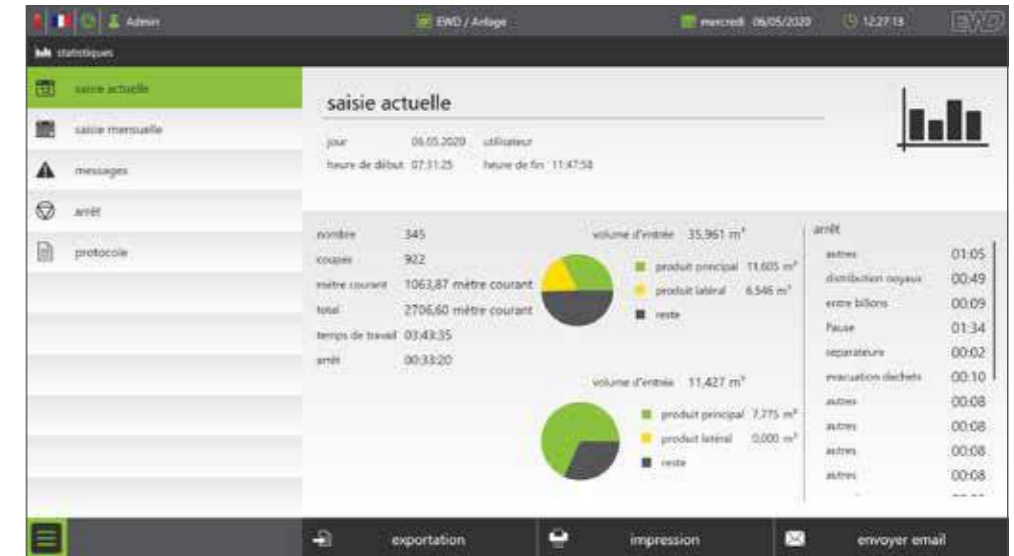 Admin
EWD / Anlage
mercredi 06/05/2020
12:27:13
EWD
statistiques
saisie actuelle
saisie mensuelle
messages
arrêt
protocole
saisie actuelle
jour 06.05.2020 utilisateur
heure de début 07:31:25 heure de fin 11:47:58
nombre 345
coupes 922
mètre courant 1063,87 mètre courant
total 2706,60 mètre courant
temps de travail 03:43:35
arrêt 00:33:20
volume d'entrée 35,961 m³
produit principal 11,605 m³
produit latéral 6,546 m³
reste
volume d'entrée 11,427 m³
produit principal 7,775 m³
produit latéral 0,000 m³
reste
arrêt
autres 01:05
distribution noyaux 00:49
entre billons 00:09
Pause 01:34
separateurs 00:02
evacuation dechets 00:10
autres 00:08
autres 00:08
autres 00:08
autres 00:08
exportation
impression
envoyer email